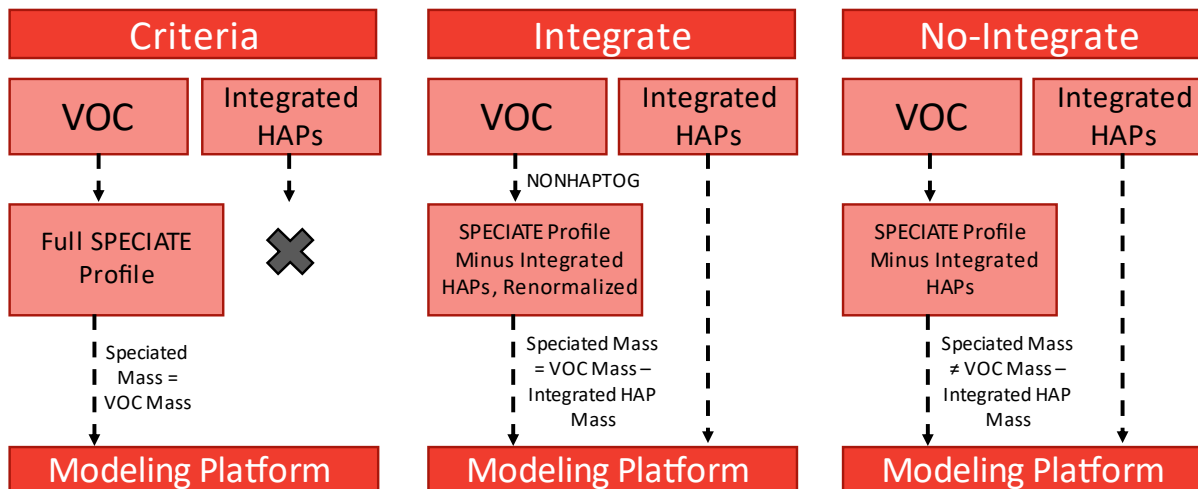 Criteria
VOC
Integrated
HAPs
Full SPECIATE
Profile
Speciated
Mass =
VOC Mass
Modeling Platform
Integrate
VOC
Integrated
HAPs
NONHAPTOG
SPECIATE Profile
Minus Integrated
HAPs, Renormalized
Speciated Mass
= VOC Mass –
Integrated HAP
Mass
Modeling Platform
No-Integrate
VOC
Integrated
HAPs
SPECIATE Profile
Minus Integrated
HAPs
Speciated Mass
≠ VOC Mass –
Integrated HAP
Mass
Modeling Platform